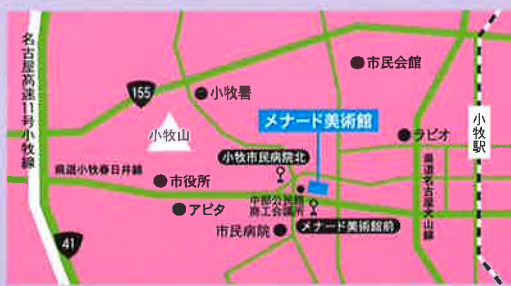 名古屋高速11号小牧線
155
小牧署
市民会館
小牧山
メナード美術館
ラピオ
小牧駅
小牧市民病院北
県道小牧春日井線
市役所
中部公民館
商工会議所
県道名古屋犬山線
アピタ
市民病院
メナード美術館前
41